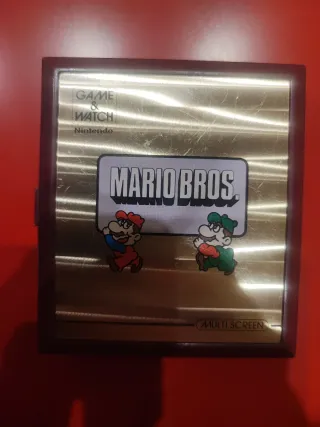 GAME
&
WATCH
Nintendo
MARIO BROS.
MULTI SCREEN